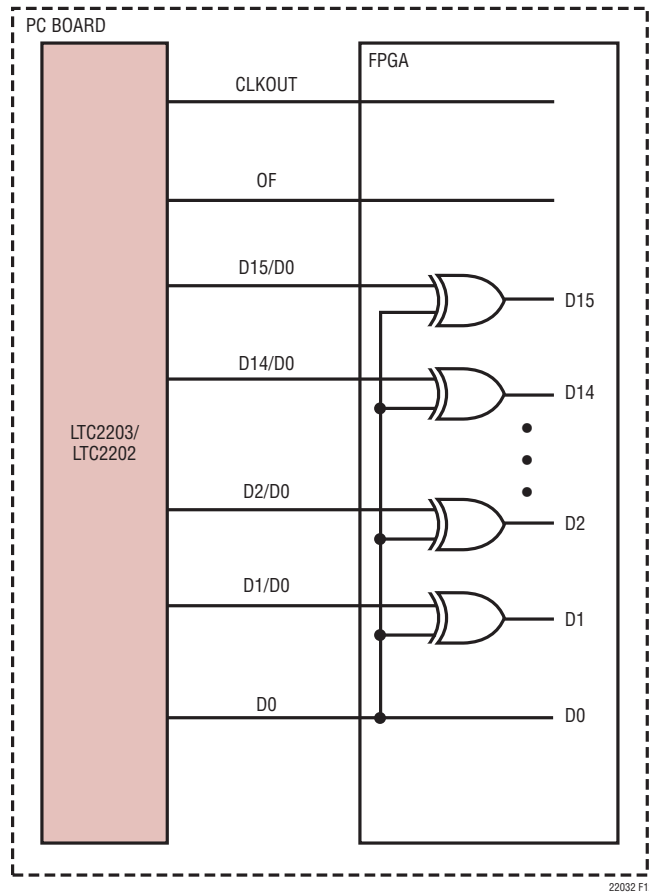 PC BOARD
FPGA
CLKOUT
OF
D15/D0
D15
D14/D0
D14
LTC2203/
LTC2202
D2/D0
D2
D1/D0
D1
D0
D0
22032 F1